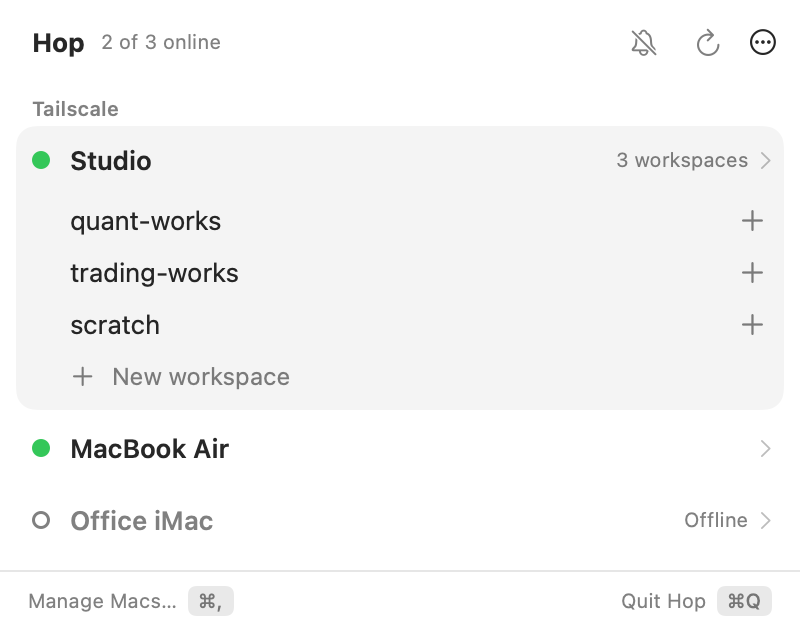 Hop 2 of 3 online
Tailscale
Studio 3 workspaces
quant-works
trading-works
scratch
New workspace
MacBook Air
Office iMac Offline
Manage Macs... ⌘, Quit Hop ⌘Q